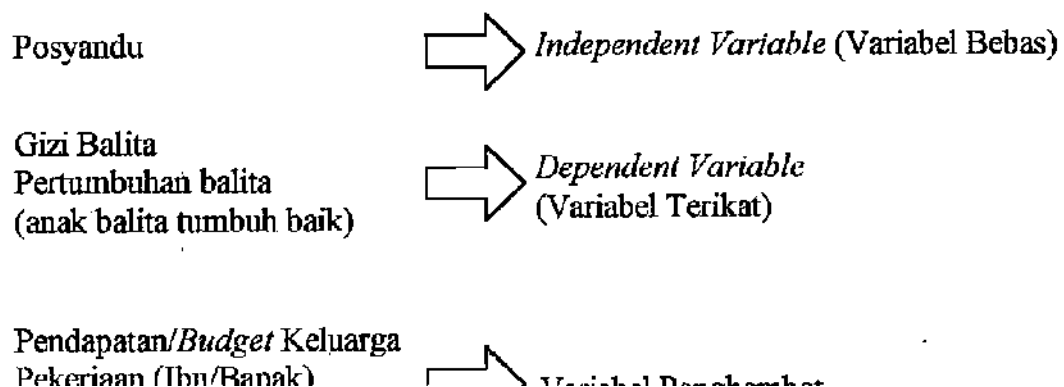 Posyandu
Independent Variable (Variabel Bebas)
Gizi Balita
Pertumbuhan balita
(anak balita tumbuh baik)
Dependent Variable
(Variabel Terikat)
Pendapatan/Budget Keluarga
Pekerjaan (Ibu/Bapak)
Variabel Penghambat